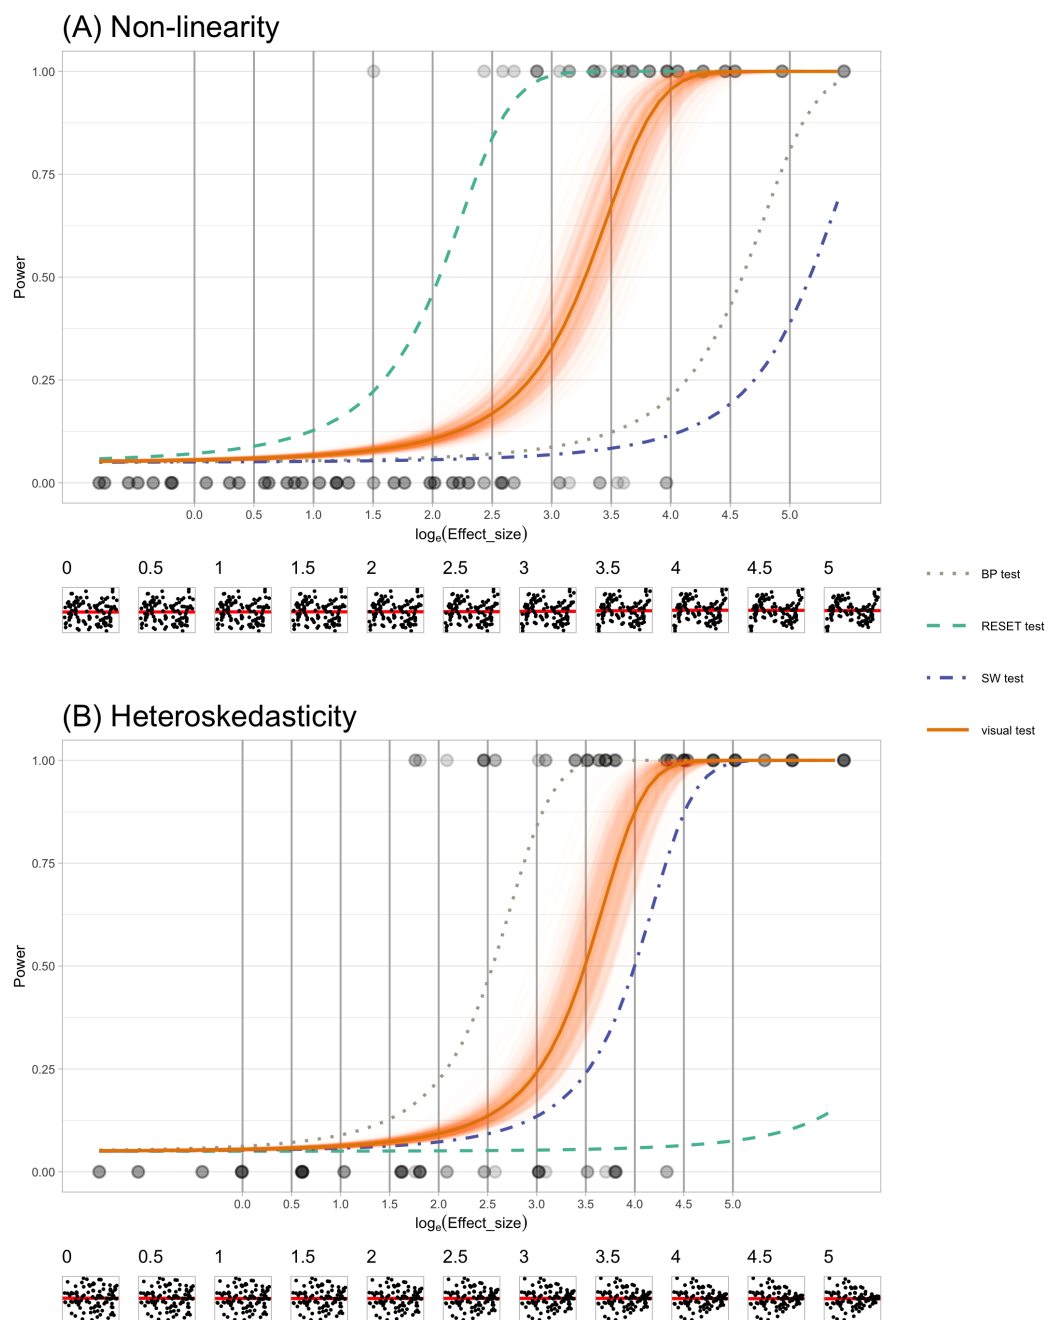 (A) Non-linearity
1.00
0.75
0.50
0.25
0.00
Power
0.0 0.5 1.0 1.5 2.0 2.5 3.0 3.5 4.0 4.5 5.0
logₑ(Effect_size)
0 0.5 1 1.5 2 2.5 3 3.5 4 4.5 5
BP test
RESET test
SW test
visual test
(B) Heteroskedasticity
1.00
0.75
0.50
0.25
0.00
Power
0.0 0.5 1.0 1.5 2.0 2.5 3.0 3.5 4.0 4.5 5.0
logₑ(Effect_size)
0 0.5 1 1.5 2 2.5 3 3.5 4 4.5 5